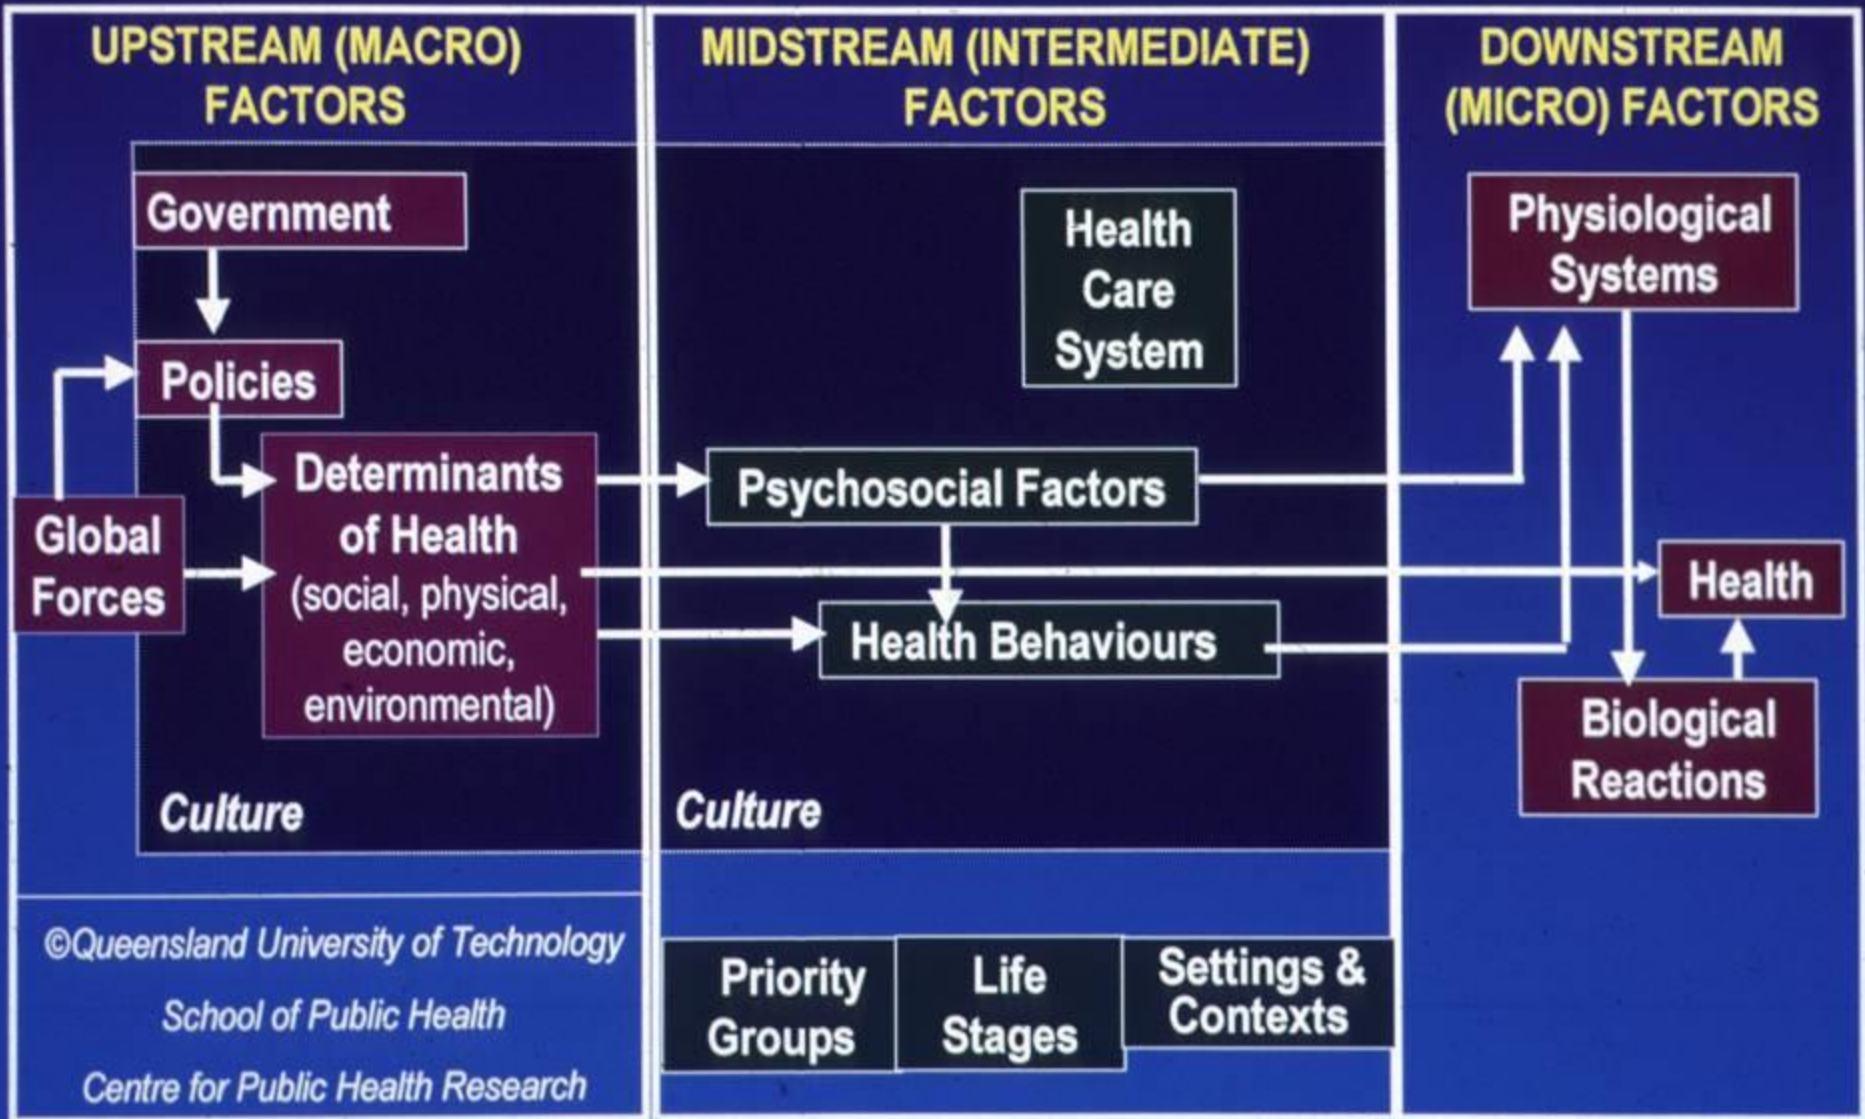 UPSTREAM (MACRO)
FACTORS
Government
Policies
Determinants
of Health
(social, physical,
economic,
environmental)
Global
Forces
Culture
©Queensland University of Technology
School of Public Health
Centre for Public Health Research
MIDSTREAM (INTERMEDIATE)
FACTORS
Health
Care
System
Psychosocial Factors
Health Behaviours
Culture
Priority
Groups
Life
Stages
Settings &
Contexts
DOWNSTREAM
(MICRO) FACTORS
Physiological
Systems
Health
Biological
Reactions